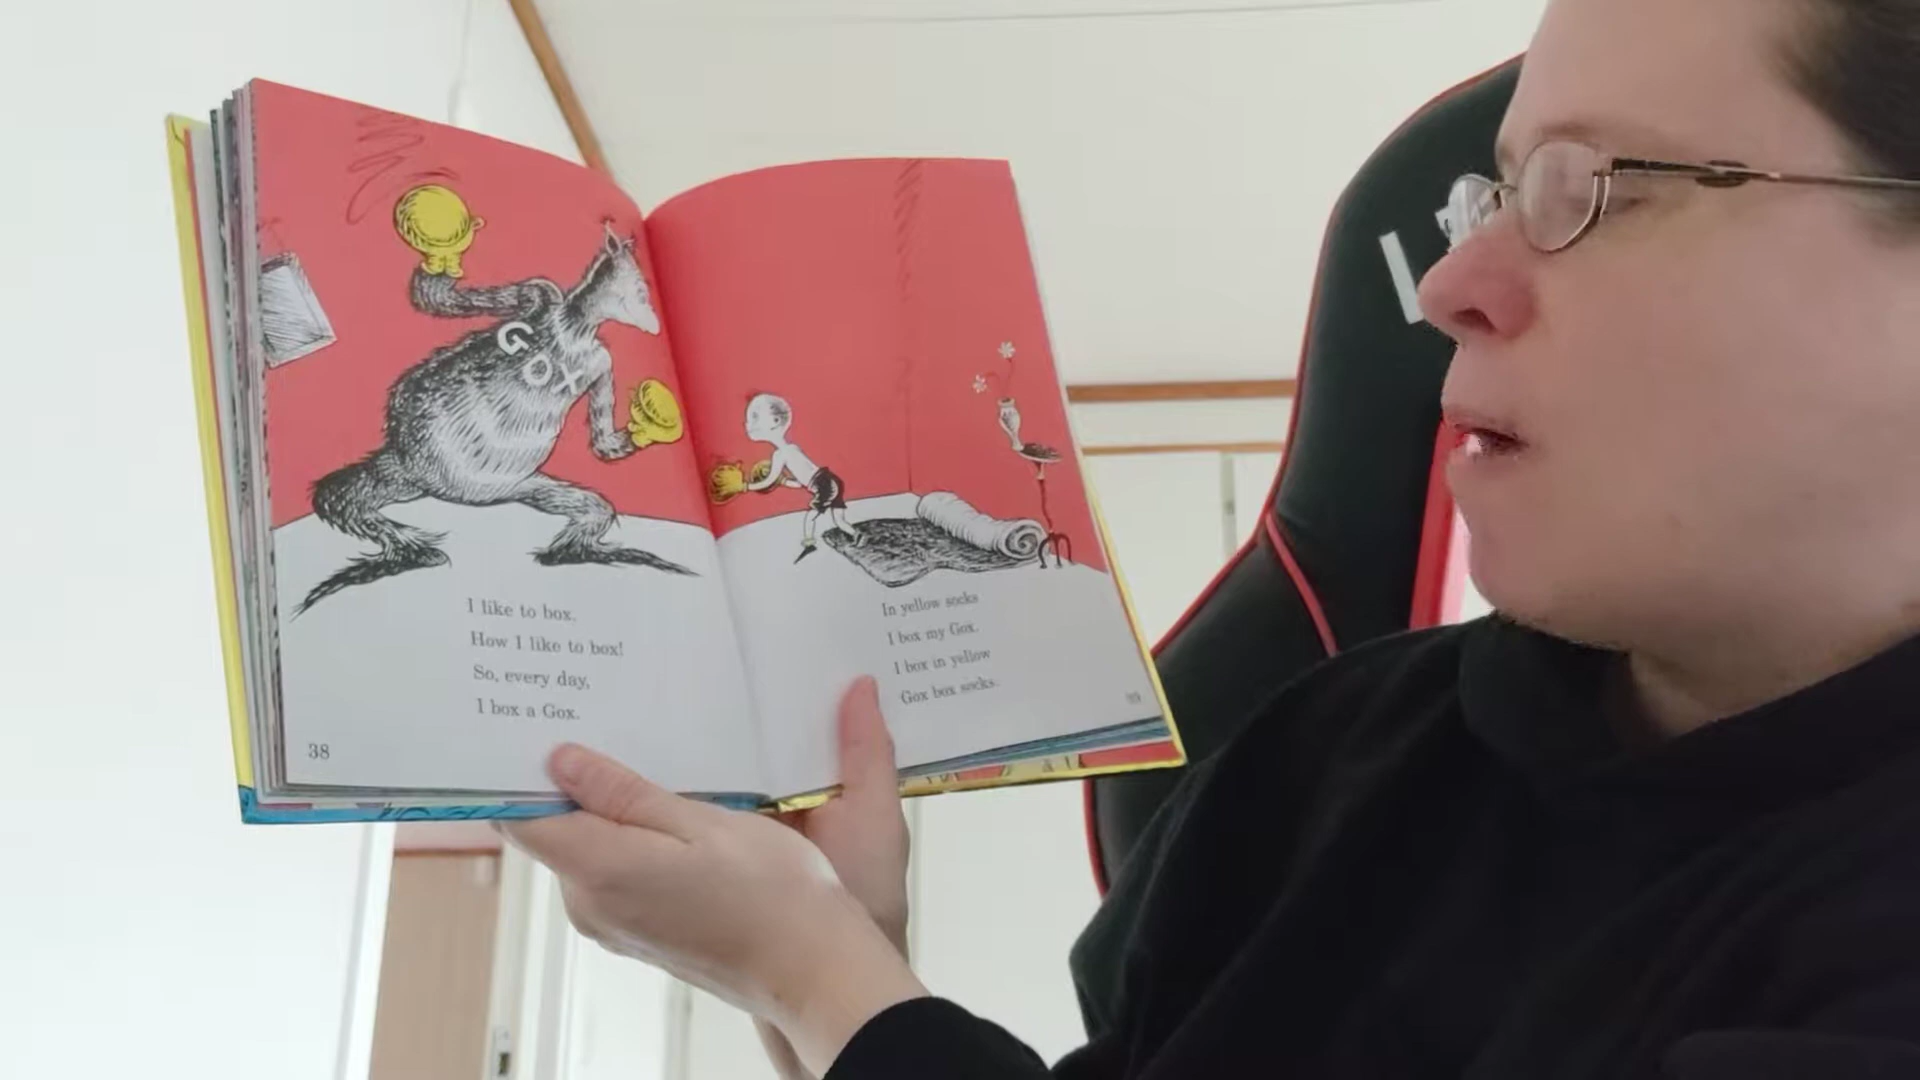 GOX
I like to box.
How I like to box!
So, every day,
I box a Gox.
38
In yellow socks
I box my Gox.
I box in yellow
Gox box socks.
39